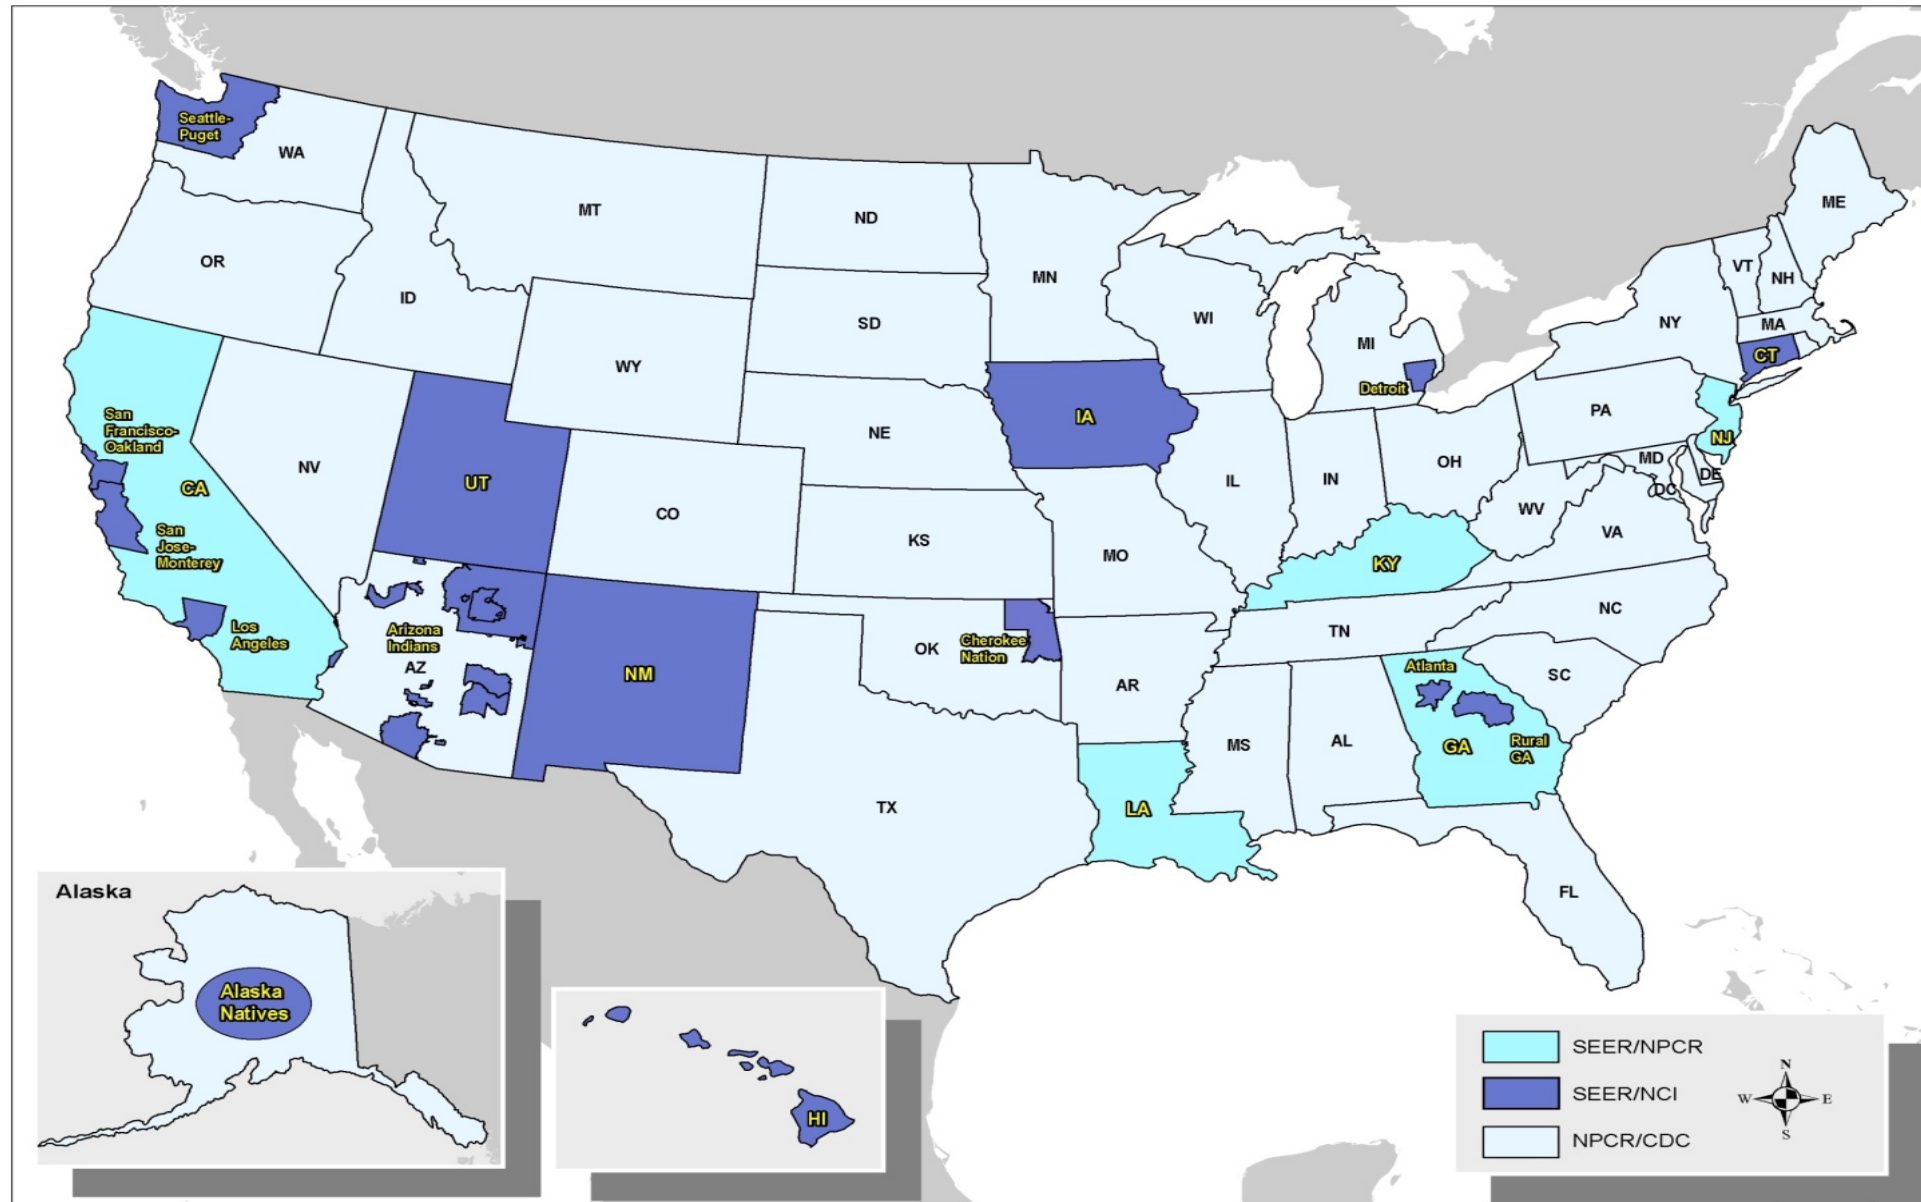 Seattle-
Puget
WA
MT
ND
MN
ME
VT
NH
OR
ID
SD
WI
MI
NY
MA
CT
WY
Detroit
San
Francisco-
Oakland
CA
NV
UT
NE
IA
PA
NJ
CO
KS
MO
IL
IN
OH
MD
DE
DC
WV
VA
San
Jose-
Monterey
KY
NC
Los
Angeles
Arizona
Indians
AZ
NM
OK
Cherokee
Nation
TN
AR
Atlanta
SC
MS
AL
GA
Rural
GA
TX
LA
FL
Alaska
Alaska
Natives
HI
SEER/NPCR
SEER/NCI
NPCR/CDC
N
W
E
S